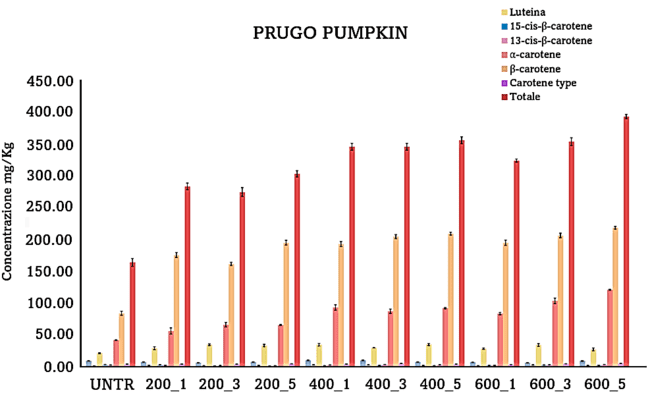 PRUGO PUMPKIN
Luteina
15-cis-β-carotene
13-cis-β-carotene
α-carotene
β-carotene
Carotene type
Totale
Concentrazione mg/Kg
450.00
400.00
350.00
300.00
250.00
200.00
150.00
100.00
50.00
0.00
UNTR 200_1 200_3 200_5 400_1 400_3 400_5 600_1 600_3 600_5